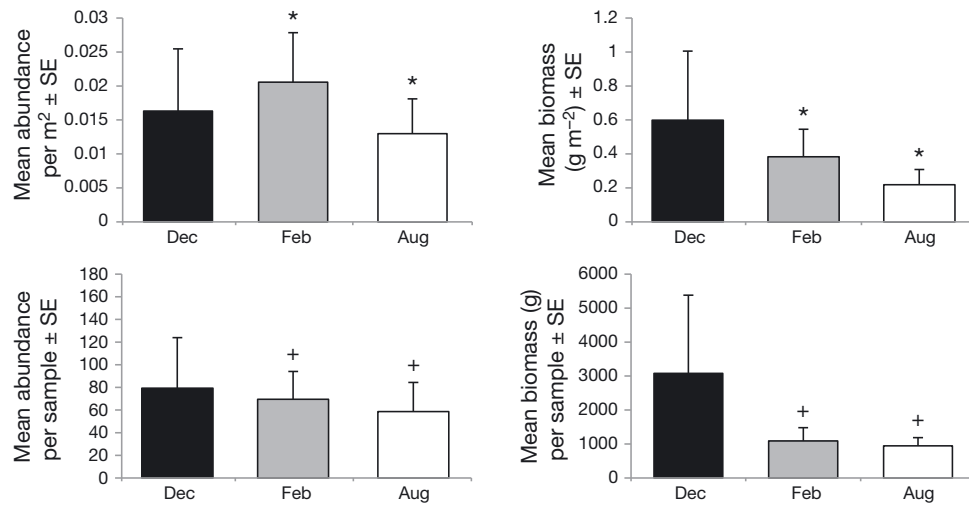 Mean abundance
per m² ± SE
0.03
0.025
0.02
0.015
0.01
0.005
0
*
*
Dec
Feb
Aug
Mean biomass
(g m⁻²) ± SE
1.2
1
0.8
0.6
0.4
0.2
0
*
*
Dec
Feb
Aug
Mean abundance
per sample ± SE
180
160
140
120
100
80
60
40
20
0
+
+
Dec
Feb
Aug
Mean biomass (g)
per sample ± SE
6000
5000
4000
3000
2000
1000
0
+
+
Dec
Feb
Aug